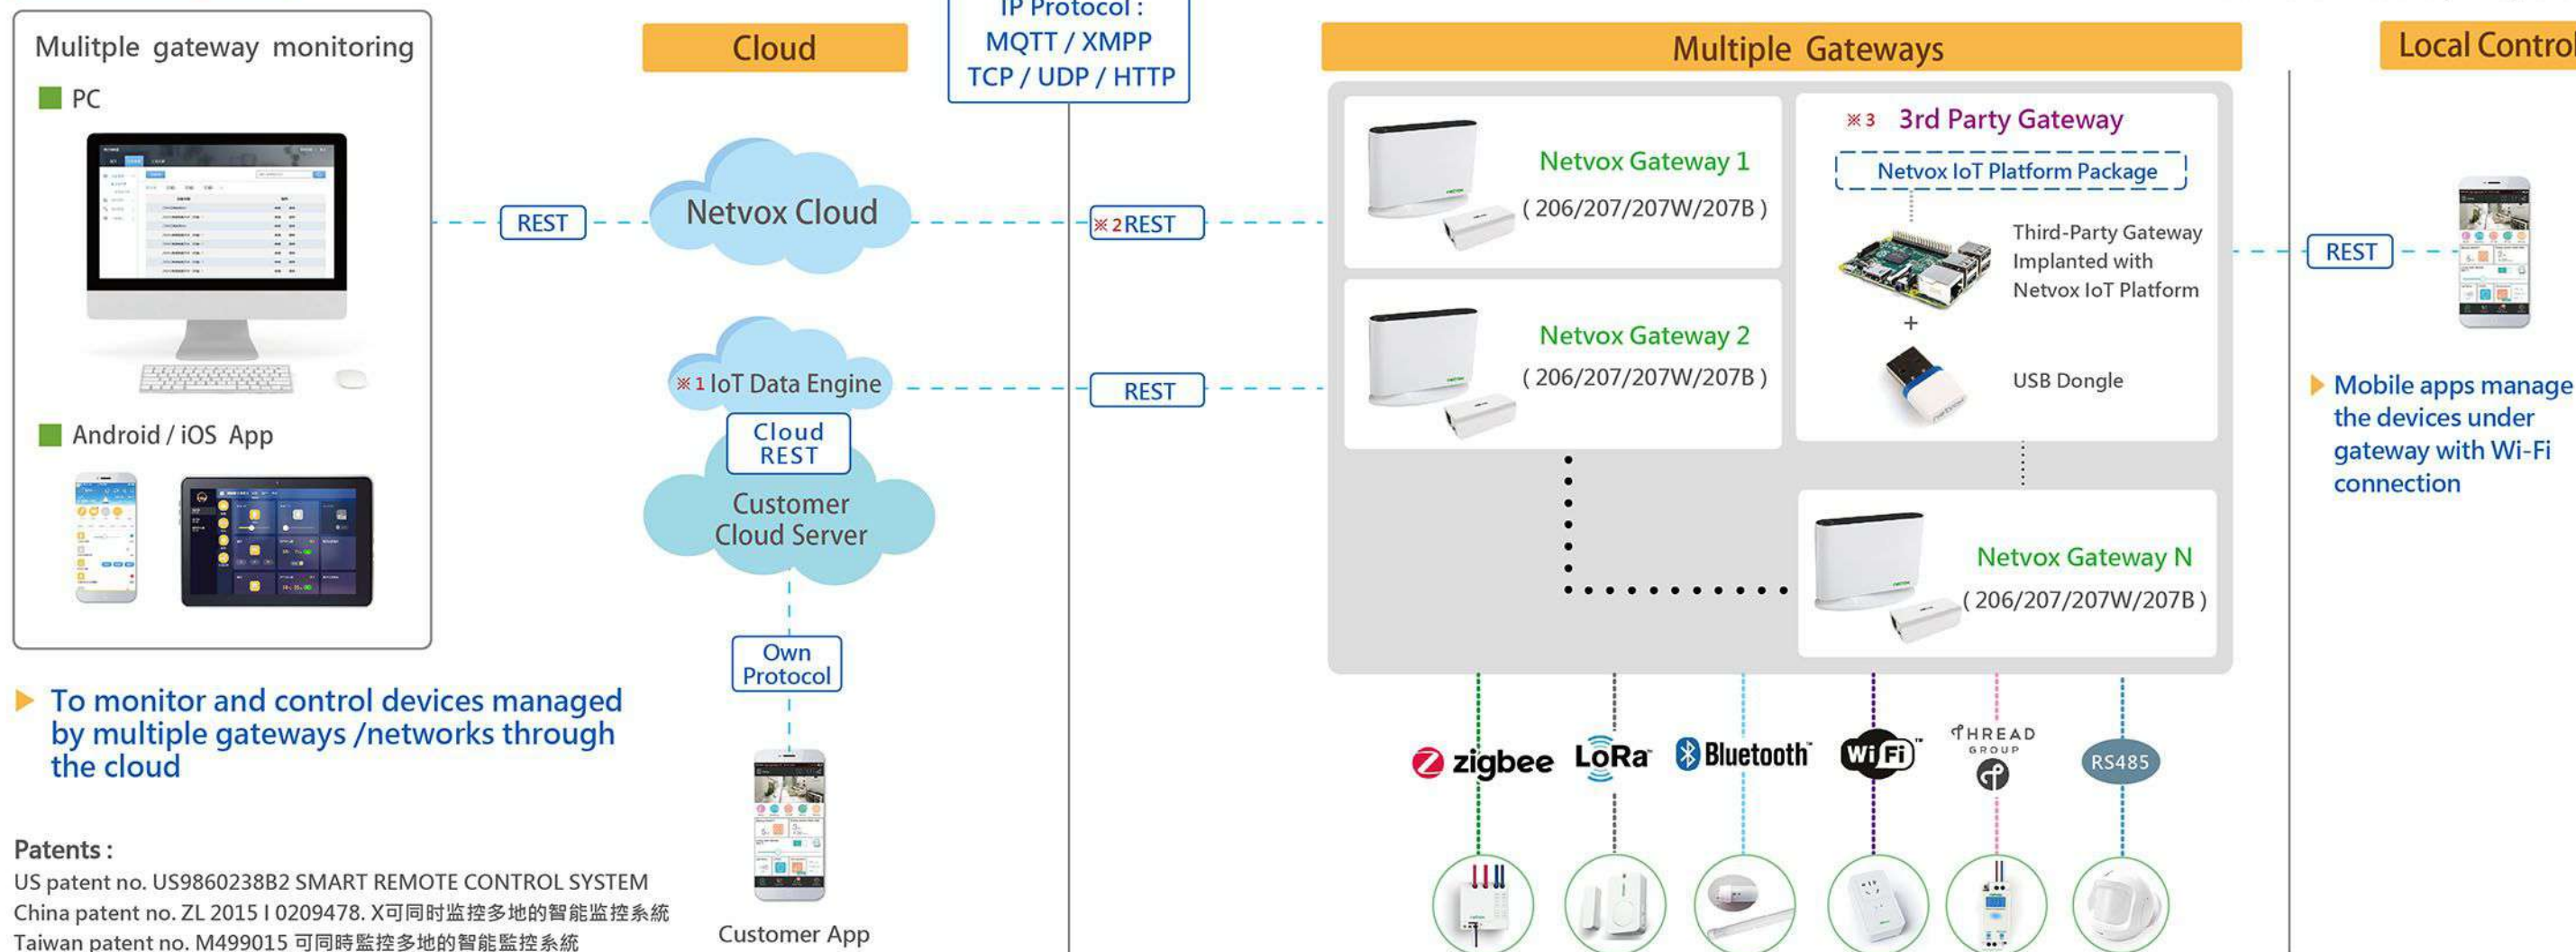 Mulitple gateway monitoring
PC
Android / iOS App
To monitor and control devices managed
by multiple gateways /networks through
the cloud
Patents :
US patent no. US9860238B2 SMART REMOTE CONTROL SYSTEM
China patent no. ZL 2015 I 0209478. X可同时监控多地的智能监控系統
Taiwan patent no. M499015 可同時監控多地的智能監控系統
REST
Cloud
Netvox Cloud
※1 IoT Data Engine
Cloud
REST
Customer
Cloud Server
Own
Protocol
Customer App
IP Protocol :
MQTT / XMPP
TCP / UDP / HTTP
※2 REST
REST
Multiple Gateways
Netvox Gateway 1
( 206/207/207W/207B )
Netvox Gateway 2
( 206/207/207W/207B )
※3 3rd Party Gateway
Netvox IoT Platform Package
Third-Party Gateway
Implanted with
Netvox IoT Platform
+
USB Dongle
netvox
Netvox Gateway N
( 206/207/207W/207B )
zigbee
LoRa
Bluetooth
Wi Fi
THREAD
GROUP
RS485
Local Control
REST
Mobile apps manage
the devices under
gateway with Wi-Fi
connection